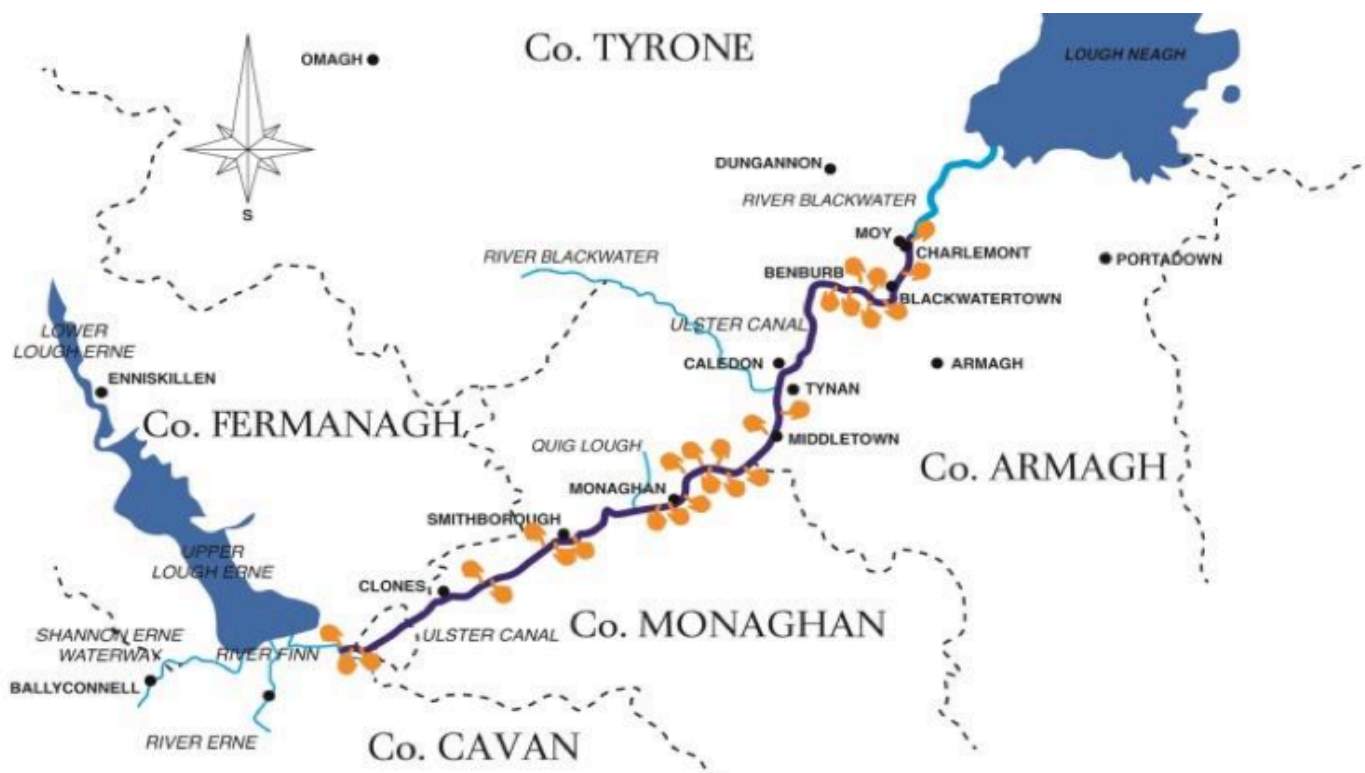 Co. TYRONE
LOUGH NEAGH
OMAGH
S
DUNGANNON
RIVER BLACKWATER
MOY
CHARLEMONT
PORTADOWN
RIVER BLACKWATER
BENBURB
BLACKWATERTOWN
ULSTER CANAL
LOWER
LOUGH ERNE
ENNISKILLEN
CALEDON
ARMAGH
TYNAN
Co. FERMANAGH
QUIG LOUGH
MIDDLETOWN
Co. ARMAGH
MONAGHAN
SMITHBOROUGH
UPPER
LOUGH ERNE
CLONES
Co. MONAGHAN
ULSTER CANAL
SHANNON ERNE
WATERWAY
RIVER FINN
BALLYCONNELL
RIVER ERNE
Co. CAVAN